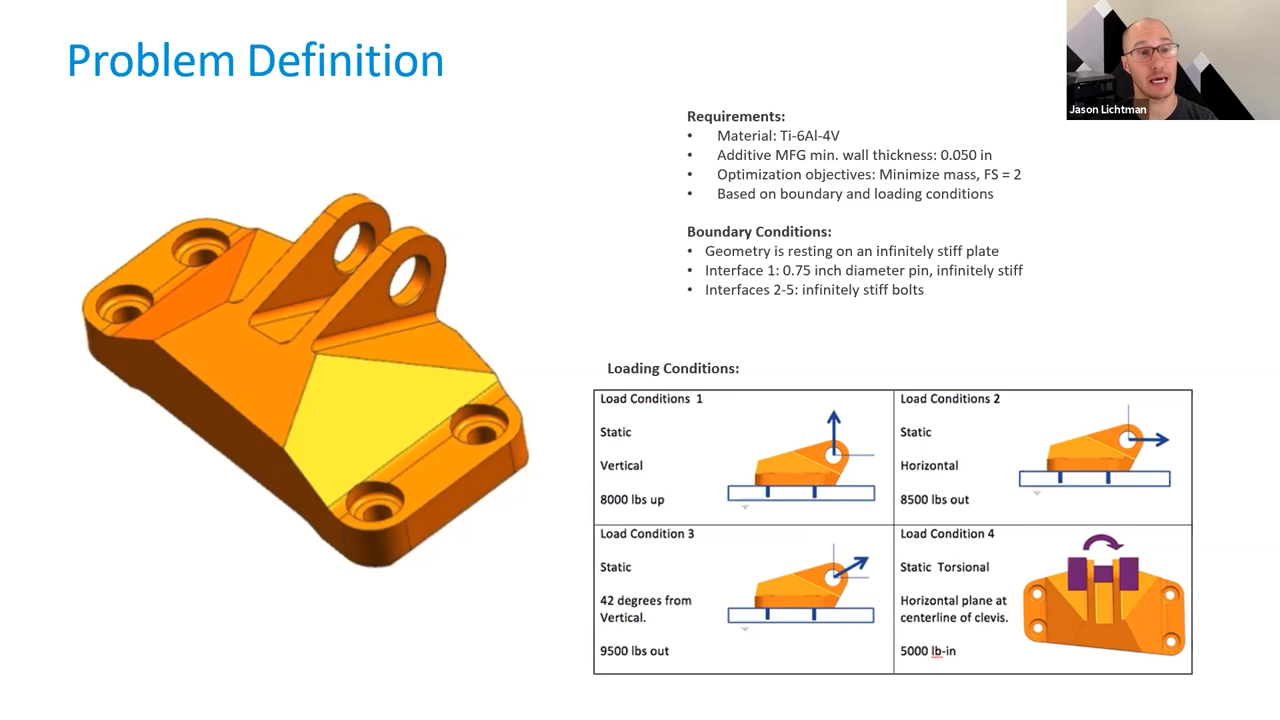 Problem Definition
Jason Lichtman
Requirements:
• Material: Ti-6Al-4V
• Additive MFG min. wall thickness: 0.050 in
• Optimization objectives: Minimize mass, FS = 2
• Based on boundary and loading conditions
Boundary Conditions:
• Geometry is resting on an infinitely stiff plate
• Interface 1: 0.75 inch diameter pin, infinitely stiff
• Interfaces 2-5: infinitely stiff bolts
Loading Conditions:
Load Conditions 1
Static
Vertical
8000 lbs up
Load Conditions 2
Static
Horizontal
8500 lbs out
Load Condition 3
Static
42 degrees from
Vertical.
9500 lbs out
Load Condition 4
Static Torsional
Horizontal plane at
centerline of clevis.
5000 lb-in